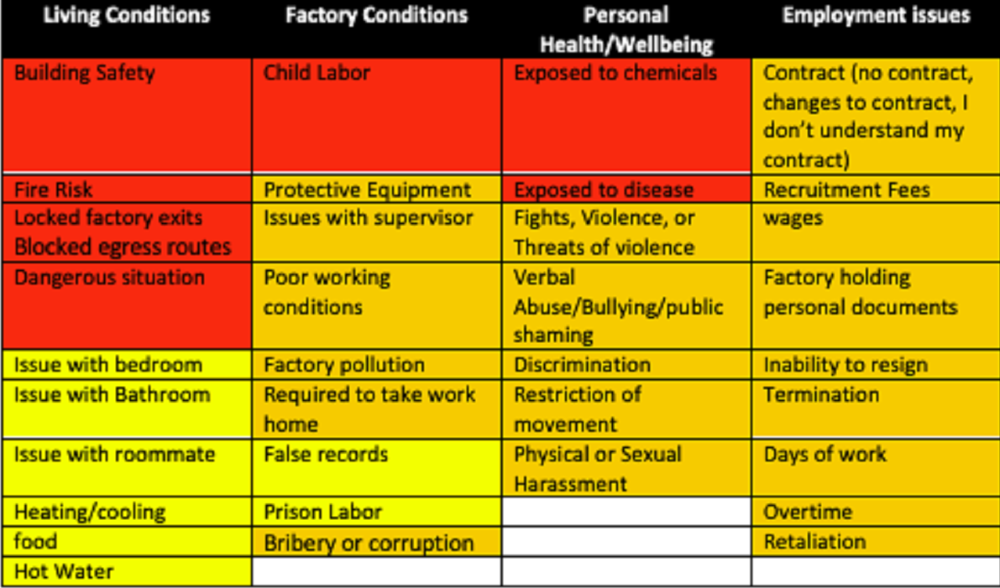 Living Conditions
Factory Conditions
Personal
Health/Wellbeing
Employment issues
Building Safety
Child Labor
Exposed to chemicals
Contract (no contract,
changes to contract, I
don't understand my
contract)
Fire Risk
Protective Equipment
Exposed to disease
Recruitment Fees
Locked factory exits
Blocked egress routes
Issues with supervisor
Fights, Violence, or
Threats of violence
wages
Dangerous situation
Poor working
conditions
Verbal
Abuse/Bullying/public
shaming
Factory holding
personal documents
Issue with bedroom
Factory pollution
Discrimination
Inability to resign
Issue with Bathroom
Required to take work
home
Restriction of
movement
Termination
Issue with roommate
False records
Physical or Sexual
Harassment
Days of work
Heating/cooling
Prison Labor
Overtime
food
Bribery or corruption
Retaliation
Hot Water